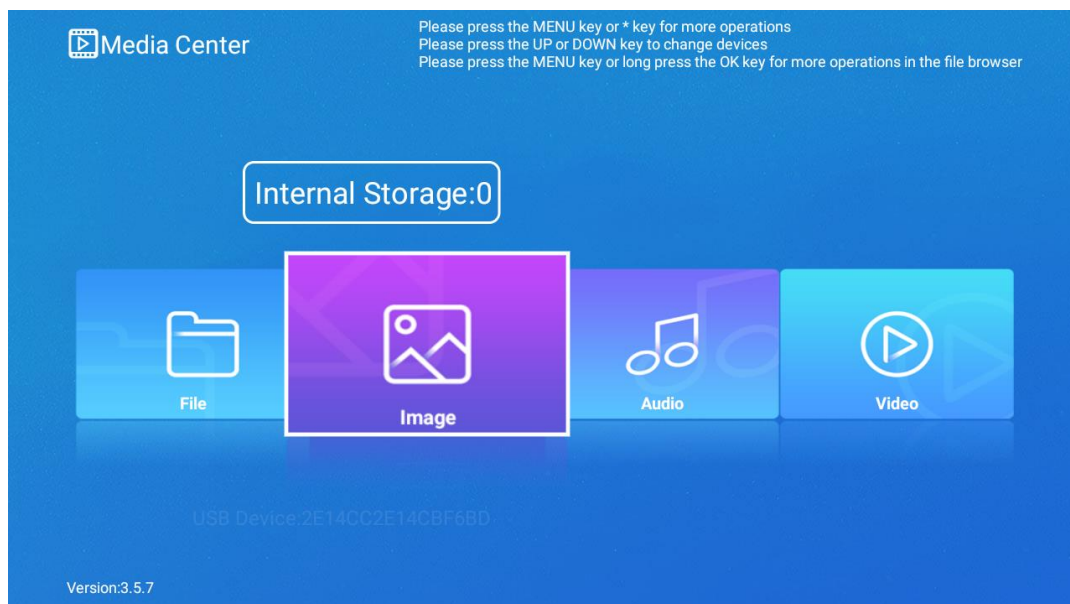 Media Center
Please press the MENU key or * key for more operations
Please press the UP or DOWN key to change devices
Please press the MENU key or long press the OK key for more operations in the file browser
Internal Storage:0
File
Image
Audio
Video
USB Device:2E14CC2E14CBF6BD
Version:3.5.7